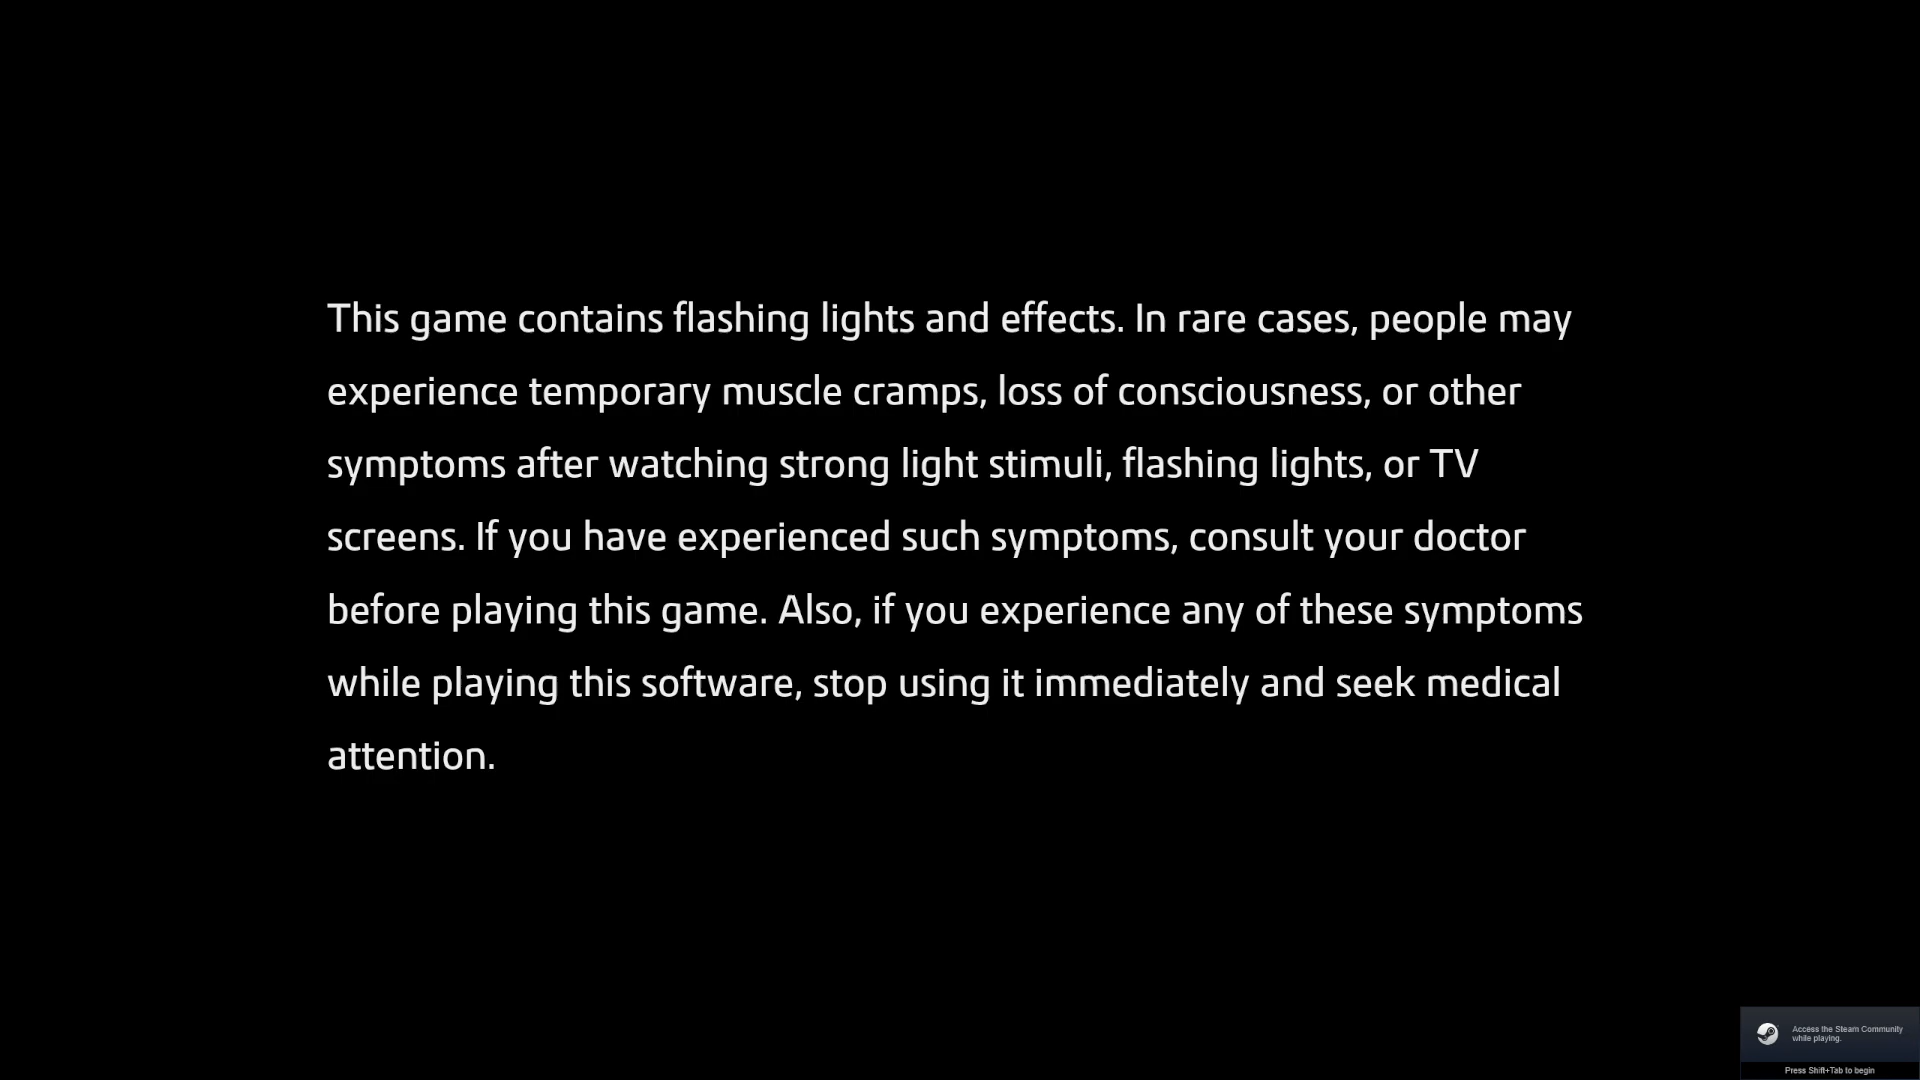 This game contains flashing lights and effects. In rare cases, people may
experience temporary muscle cramps, loss of consciousness, or other
symptoms after watching strong light stimuli, flashing lights, or TV
screens. If you have experienced such symptoms, consult your doctor
before playing this game. Also, if you experience any of these symptoms
while playing this software, stop using it immediately and seek medical
attention.
Access the Steam Community
while playing.
Press Shift+Tab to begin